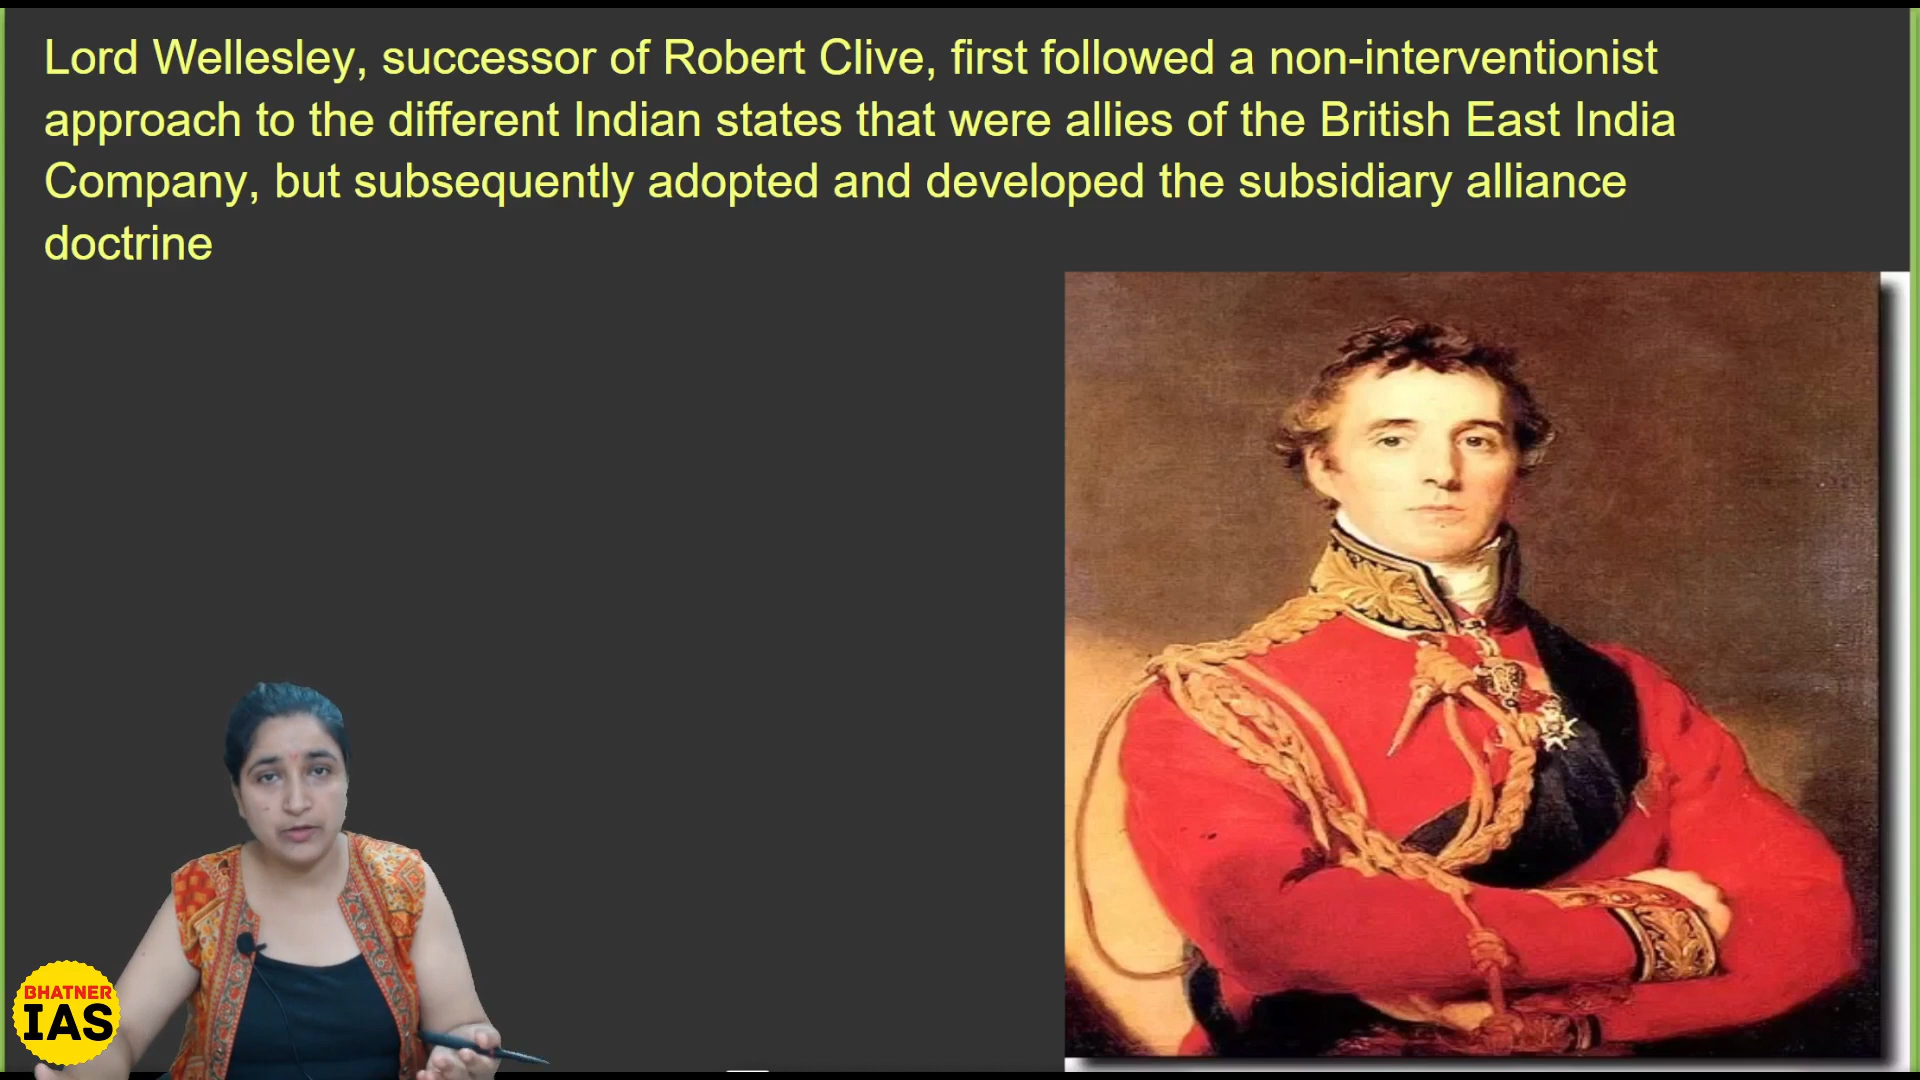 Lord Wellesley, successor of Robert Clive, first followed a non-interventionist
approach to the different Indian states that were allies of the British East India
Company, but subsequently adopted and developed the subsidiary alliance
doctrine
BHATNER
IAS